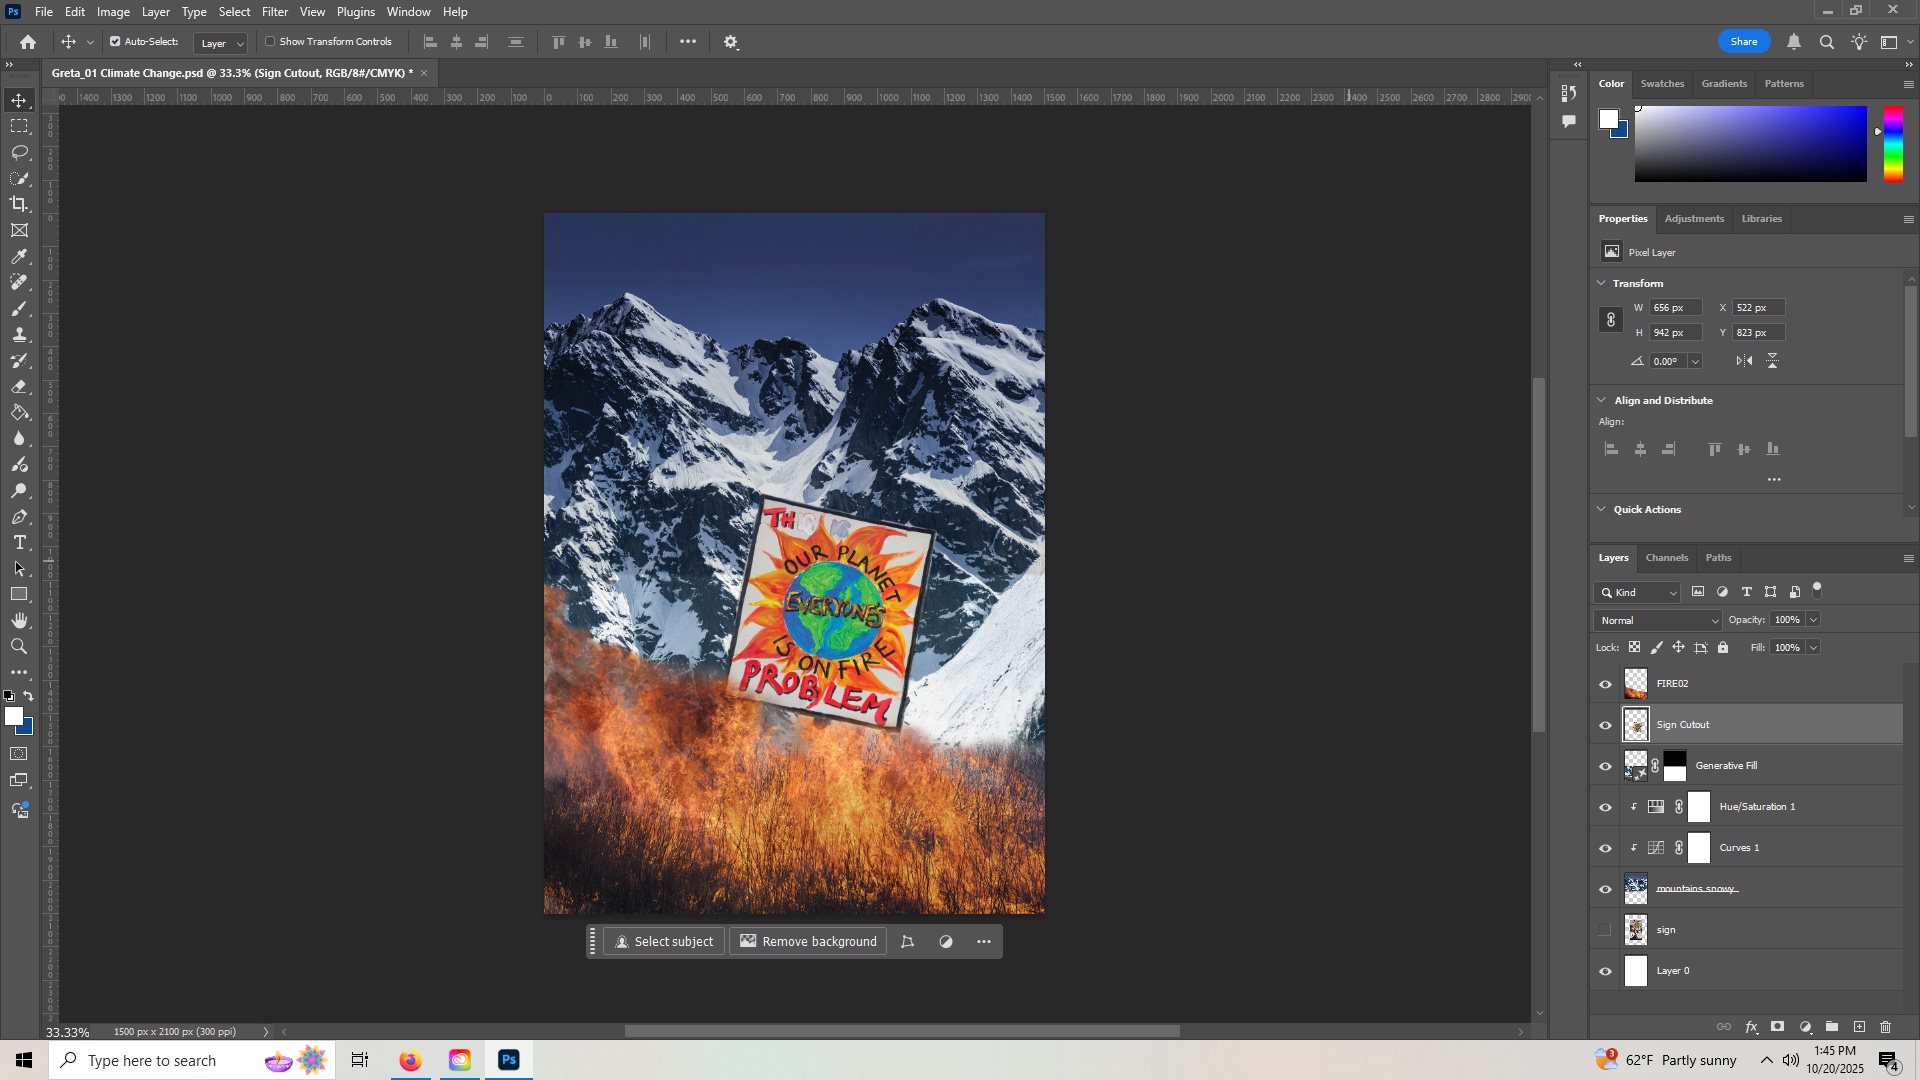 Ps File Edit Image Layer Type Select Filter View Plugins Window Help
Auto-Select: Layer Show Transform Controls Share
Greta_01 Climate Change.psd @ 33.3% (Sign Cutout, RGB/8#/CMYK) * ×
1400 1300 1200 1100 1000 900 800 700 600 500 400 300 200 100 0 100 200 300 400 500 600 700 800 900 1000 1100 1200 1300 1400 1500 1600 1700 1800 1900 2000 2100 2200 2300 2400 2500 2600 2700 2800 2900
Color Swatches Gradients Patterns
Properties Adjustments Libraries
Pixel Layer
Transform
W 656 px X 522 px
H 942 px Y 823 px
0.00°
Align and Distribute
Align:
Quick Actions
OUR PLANET
EVERYONES
IS ON FIRE!
PROBLEM
Layers Channels Paths
Kind
Normal Opacity: 100%
Lock: Fill: 100%
FIRE02
Sign Cutout
Generative Fill
Hue/Saturation 1
Curves 1
mountains snowy
sign
Layer 0
Select subject Remove background
33.33% 1500 px x 2100 px (300 ppi)
Type here to search Ps 3 62°F Partly sunny 1:45 PM
10/20/2025 4